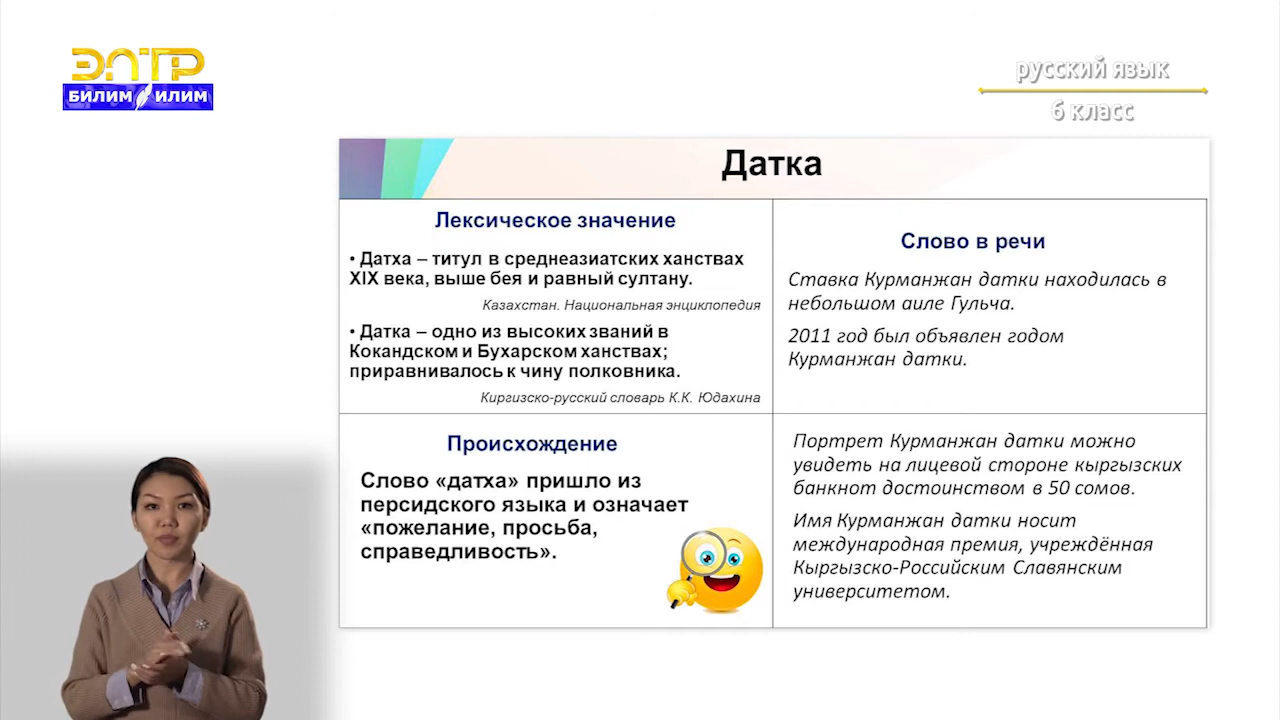 ЭЛТР
БИЛИМ ИЛИМ
русский язык
6 класс
Датка
Лексическое значение
• Датха – титул в среднеазиатских ханствах
XIX века, выше бея и равный султану.
Казахстан. Национальная энциклопедия
• Датка – одно из высоких званий в
Кокандском и Бухарском ханствах;
приравнивалось к чину полковника.
Киргизско-русский словарь К.К. Юдахина
Слово в речи
Ставка Курманжан датки находилась в
небольшом аиле Гульча.
2011 год был объявлен годом
Курманжан датки.
Происхождение
Слово «датха» пришло из
персидского языка и означает
«пожелание, просьба,
справедливость».
Портрет Курманжан датки можно
увидеть на лицевой стороне кыргызских
банкнот достоинством в 50 сомов.
Имя Курманжан датки носит
международная премия, учреждённая
Кыргызско-Российским Славянским
университетом.